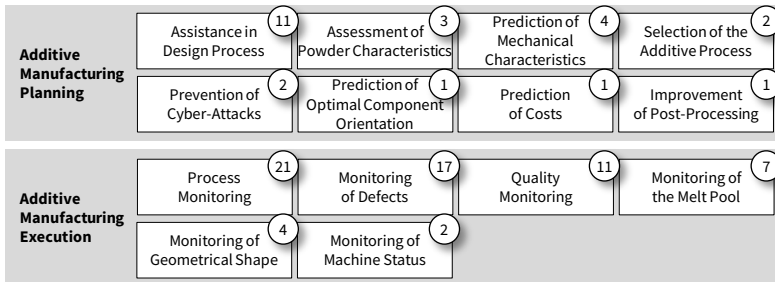 Additive
Manufacturing
Planning
Assistance in
Design Process
11
Assessment of
Powder Characteristics
3
Prediction of
Mechanical
Characteristics
4
Selection of the
Additive Process
2
Prevention of
Cyber-Attacks
2
Prediction of
Optimal Component
Orientation
1
Prediction
of Costs
1
Improvement
of Post-Processing
1
Additive
Manufacturing
Execution
Process
Monitoring
21
Monitoring
of Defects
17
Quality
Monitoring
11
Monitoring of
the Melt Pool
7
Monitoring of
Geometrical Shape
4
Monitoring of
Machine Status
2